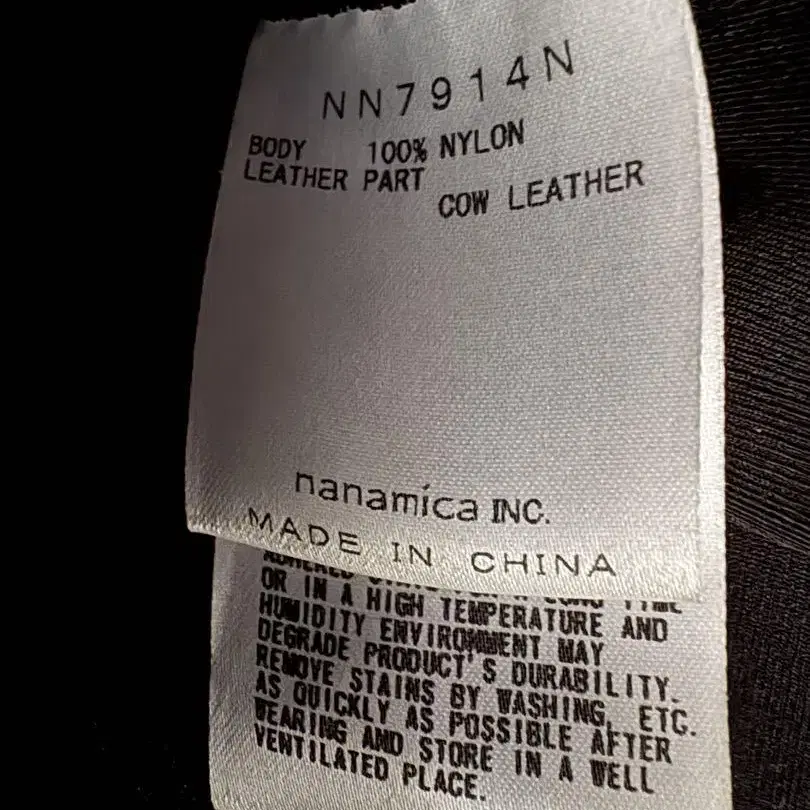 NN7914N
BODY 100% NYLON
LEATHER PART
COW LEATHER
nanamica INC.
MADE IN CHINA
OR IN A HIGH TEMPERATURE AND
HUMIDITY ENVIRONMENT MAY
DEGRADE PRODUCT'S DURABILITY.
REMOVE STAINS BY WASHING, ETC.
AS QUICKLY AS POSSIBLE AFTER
WEARING AND STORE IN A WELL
VENTILATED PLACE.